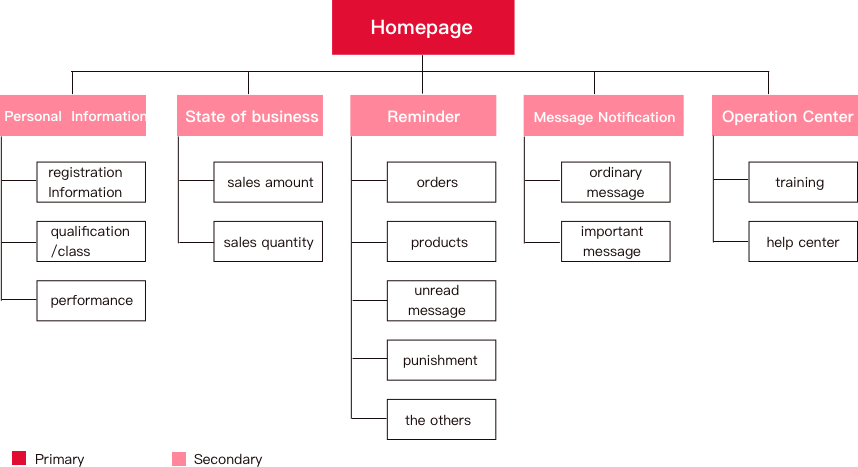 Homepage
Personal Information
State of business
Reminder
Message Notification
Operation Center
registration
Information
qualification
/class
performance
sales amount
sales quantity
orders
products
unread
message
punishment
the others
ordinary
message
important
message
training
help center
Primary
Secondary